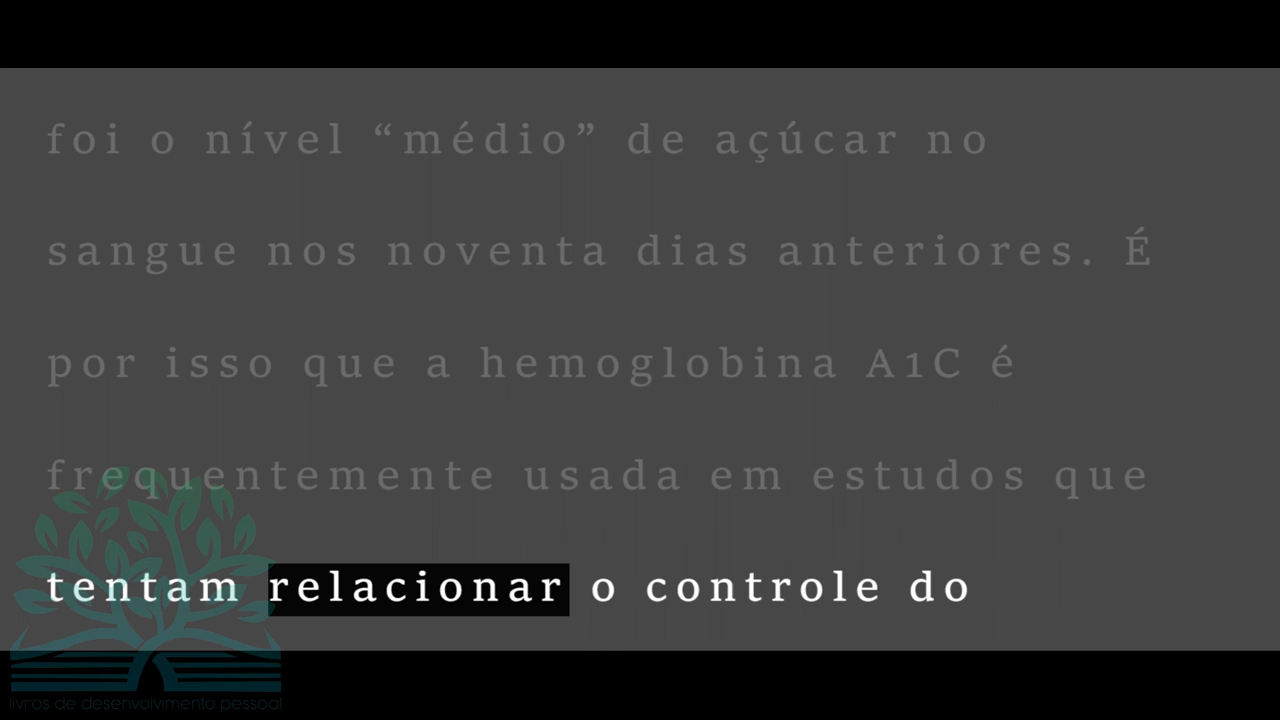 foi o nível “médio” de açúcar no
sangue nos noventa dias anteriores. É
por isso que a hemoglobina A1C é
frequentemente usada em estudos que
tentam relacionar o controle do
livros de desenvolvimento pessoal